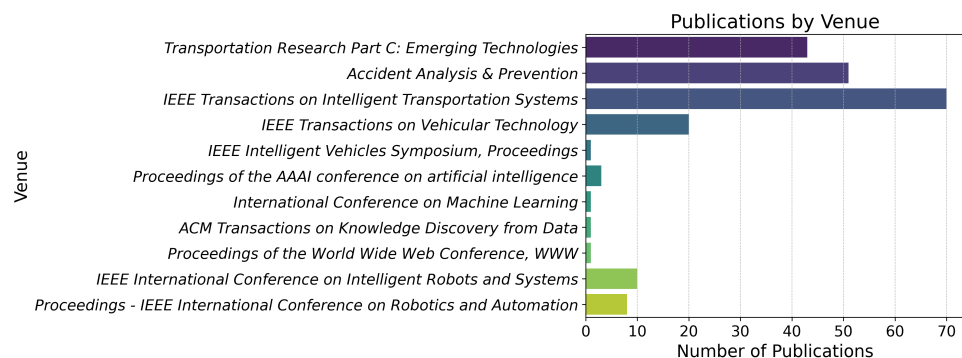 Publications by Venue
Transportation Research Part C: Emerging Technologies
Accident Analysis & Prevention
IEEE Transactions on Intelligent Transportation Systems
IEEE Transactions on Vehicular Technology
IEEE Intelligent Vehicles Symposium, Proceedings
Proceedings of the AAAI conference on artificial intelligence
International Conference on Machine Learning
ACM Transactions on Knowledge Discovery from Data
Proceedings of the World Wide Web Conference, WWW
IEEE International Conference on Intelligent Robots and Systems
Proceedings - IEEE International Conference on Robotics and Automation
Venue
0 10 20 30 40 50 60 70
Number of Publications